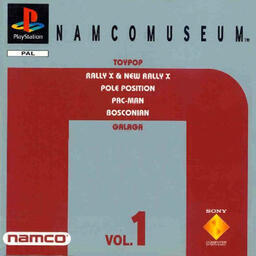 NAMCOMUSEUM™
PlayStation
PAL
TOYPOP
RALLY X & NEW RALLY X
POLE POSITION
PAC-MAN
BOSCONIAN
GALAGA
namco
VOL.1
SONY